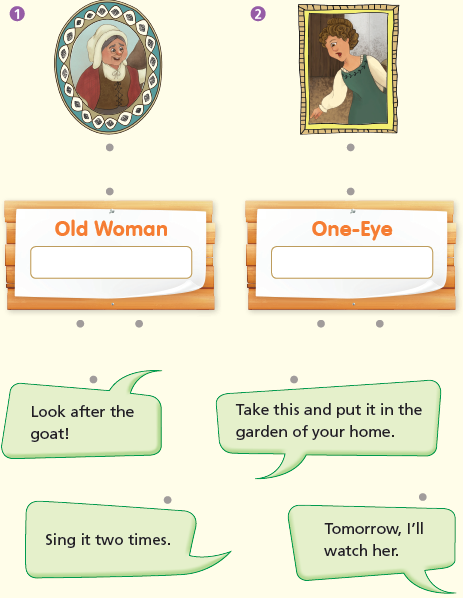 1
2
Old Woman
One-Eye
Look after the
goat!
Take this and put it in the
garden of your home.
Sing it two times.
Tomorrow, I'll
watch her.